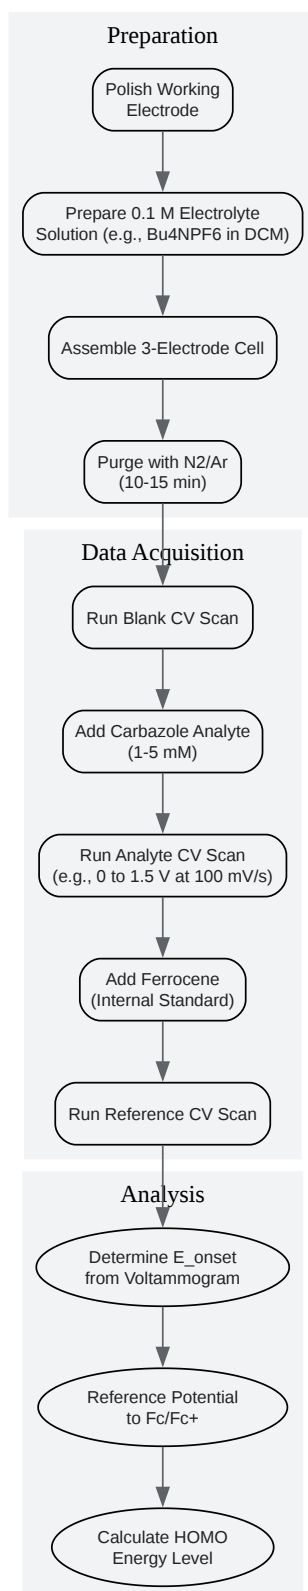 Preparation
Polish Working
Electrode
Prepare 0.1 M Electrolyte
Solution (e.g., Bu4NPF6 in DCM)
Assemble 3-Electrode Cell
Purge with N2/Ar
(10-15 min)
Data Acquisition
Run Blank CV Scan
Add Carbazole Analyte
(1-5 mM)
Run Analyte CV Scan
(e.g., 0 to 1.5 V at 100 mV/s)
Add Ferrocene
(Internal Standard)
Run Reference CV Scan
Analysis
Determine E_onset
from Voltammogram
Reference Potential
to Fc/Fc+
Calculate HOMO
Energy Level